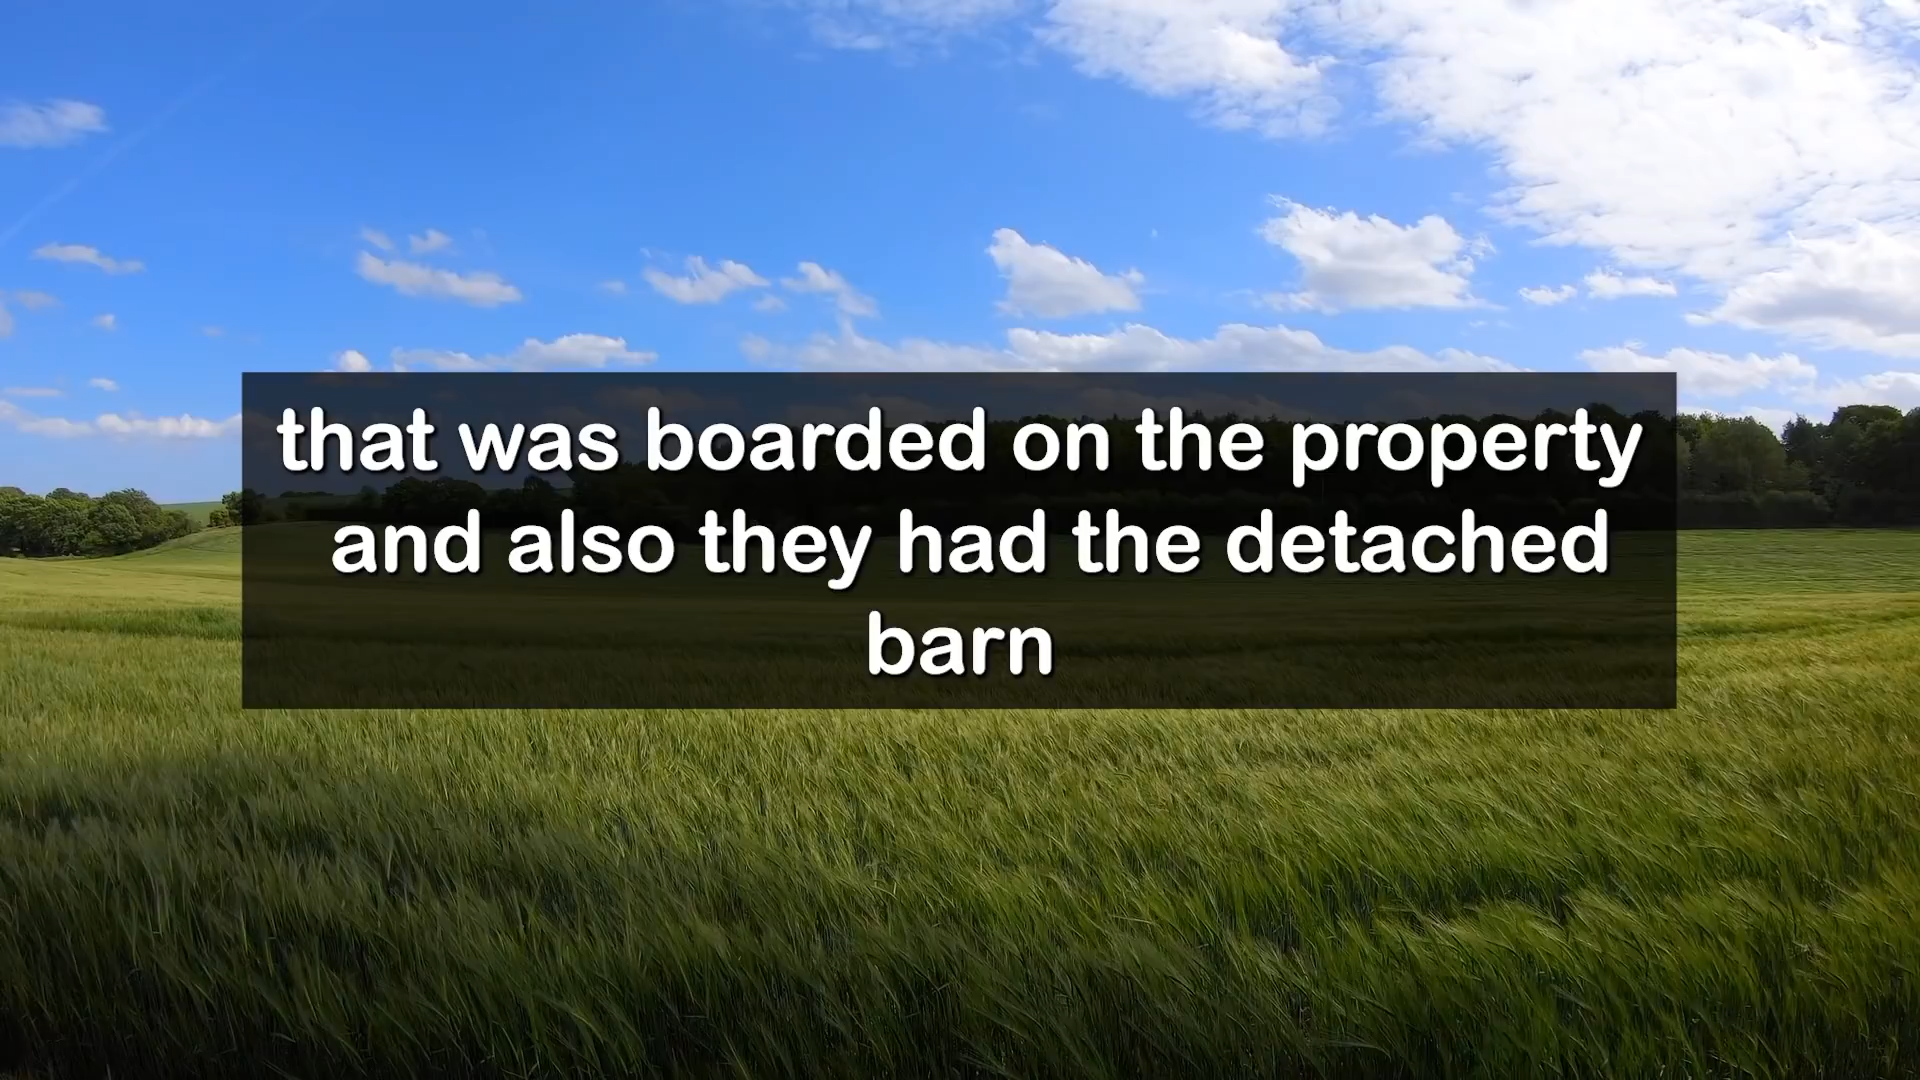 that was boarded on the property
and also they had the detached
barn